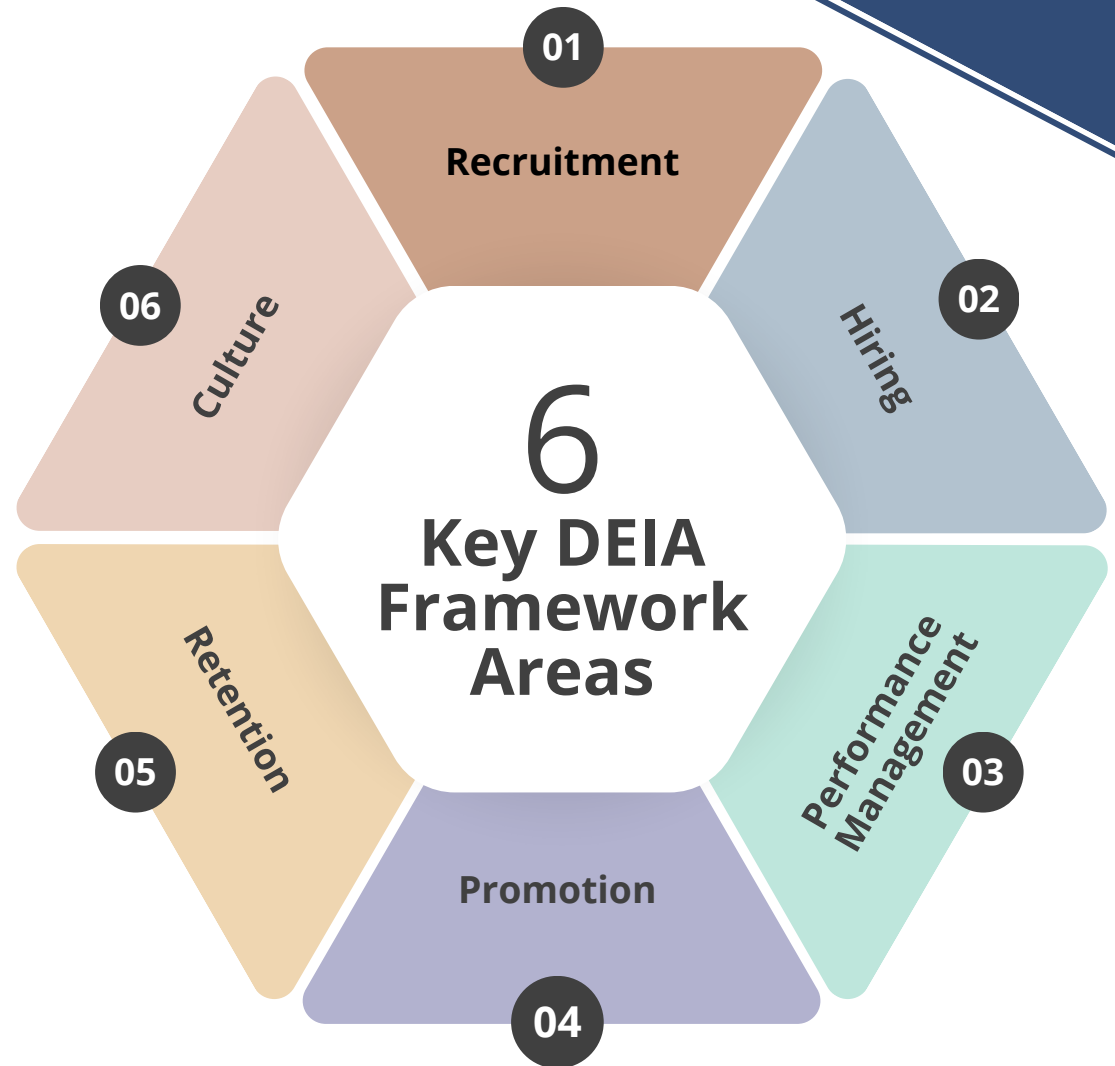 01
Recruitment
02
Hiring
03
Performance
Management
04
Promotion
05
Retention
06
Culture
6
Key DEIA
Framework
Areas